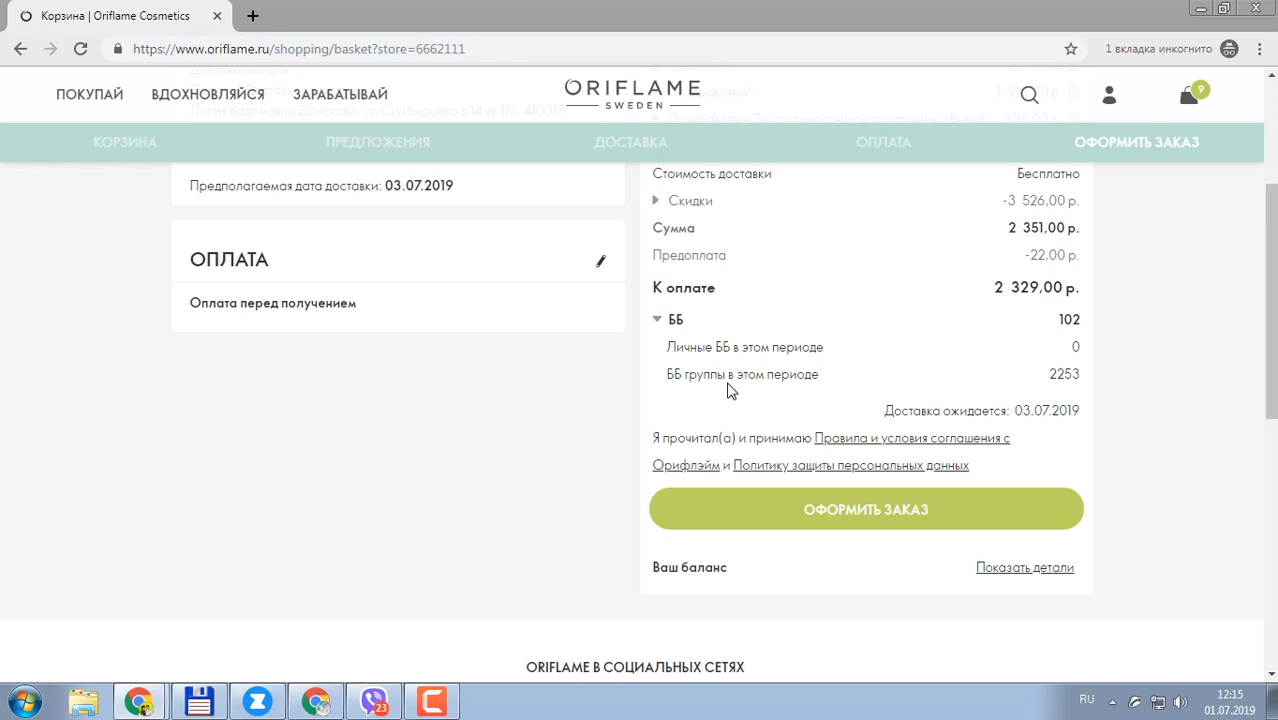 Корзина | Oriflame Cosmetics
https://www.oriflame.ru/shopping/basket?store=6662111
1 вкладка инкогнито
ПОКУПАЙ ВДОХНОВЛЯЙСЯ ЗАРАБАТЫВАЙ
ORIFLAME
SWEDEN
9
Доставка на дом
КОРЗИНА ПРЕДЛОЖЕНИЯ ДОСТАВКА ОПЛАТА ОФОРМИТЬ ЗАКАЗ
Предполагаемая дата доставки: 03.07.2019
ОПЛАТА
Оплата перед получением
Стоимость доставки Бесплатно
Скидки -3 526,00 р.
Сумма 2 351,00 р.
Предоплата -22,00 р.
К оплате 2 329,00 р.
ББ 102
Личные ББ в этом периоде 0
ББ группы в этом периоде 2253
Доставка ожидается: 03.07.2019
Я прочитал(а) и принимаю Правила и условия соглашения с
Орифлэйм и Политику защиты персональных данных
ОФОРМИТЬ ЗАКАЗ
Ваш баланс Показать детали
ORIFLAME В СОЦИАЛЬНЫХ СЕТЯХ
23
RU
12:15
01.07.2019